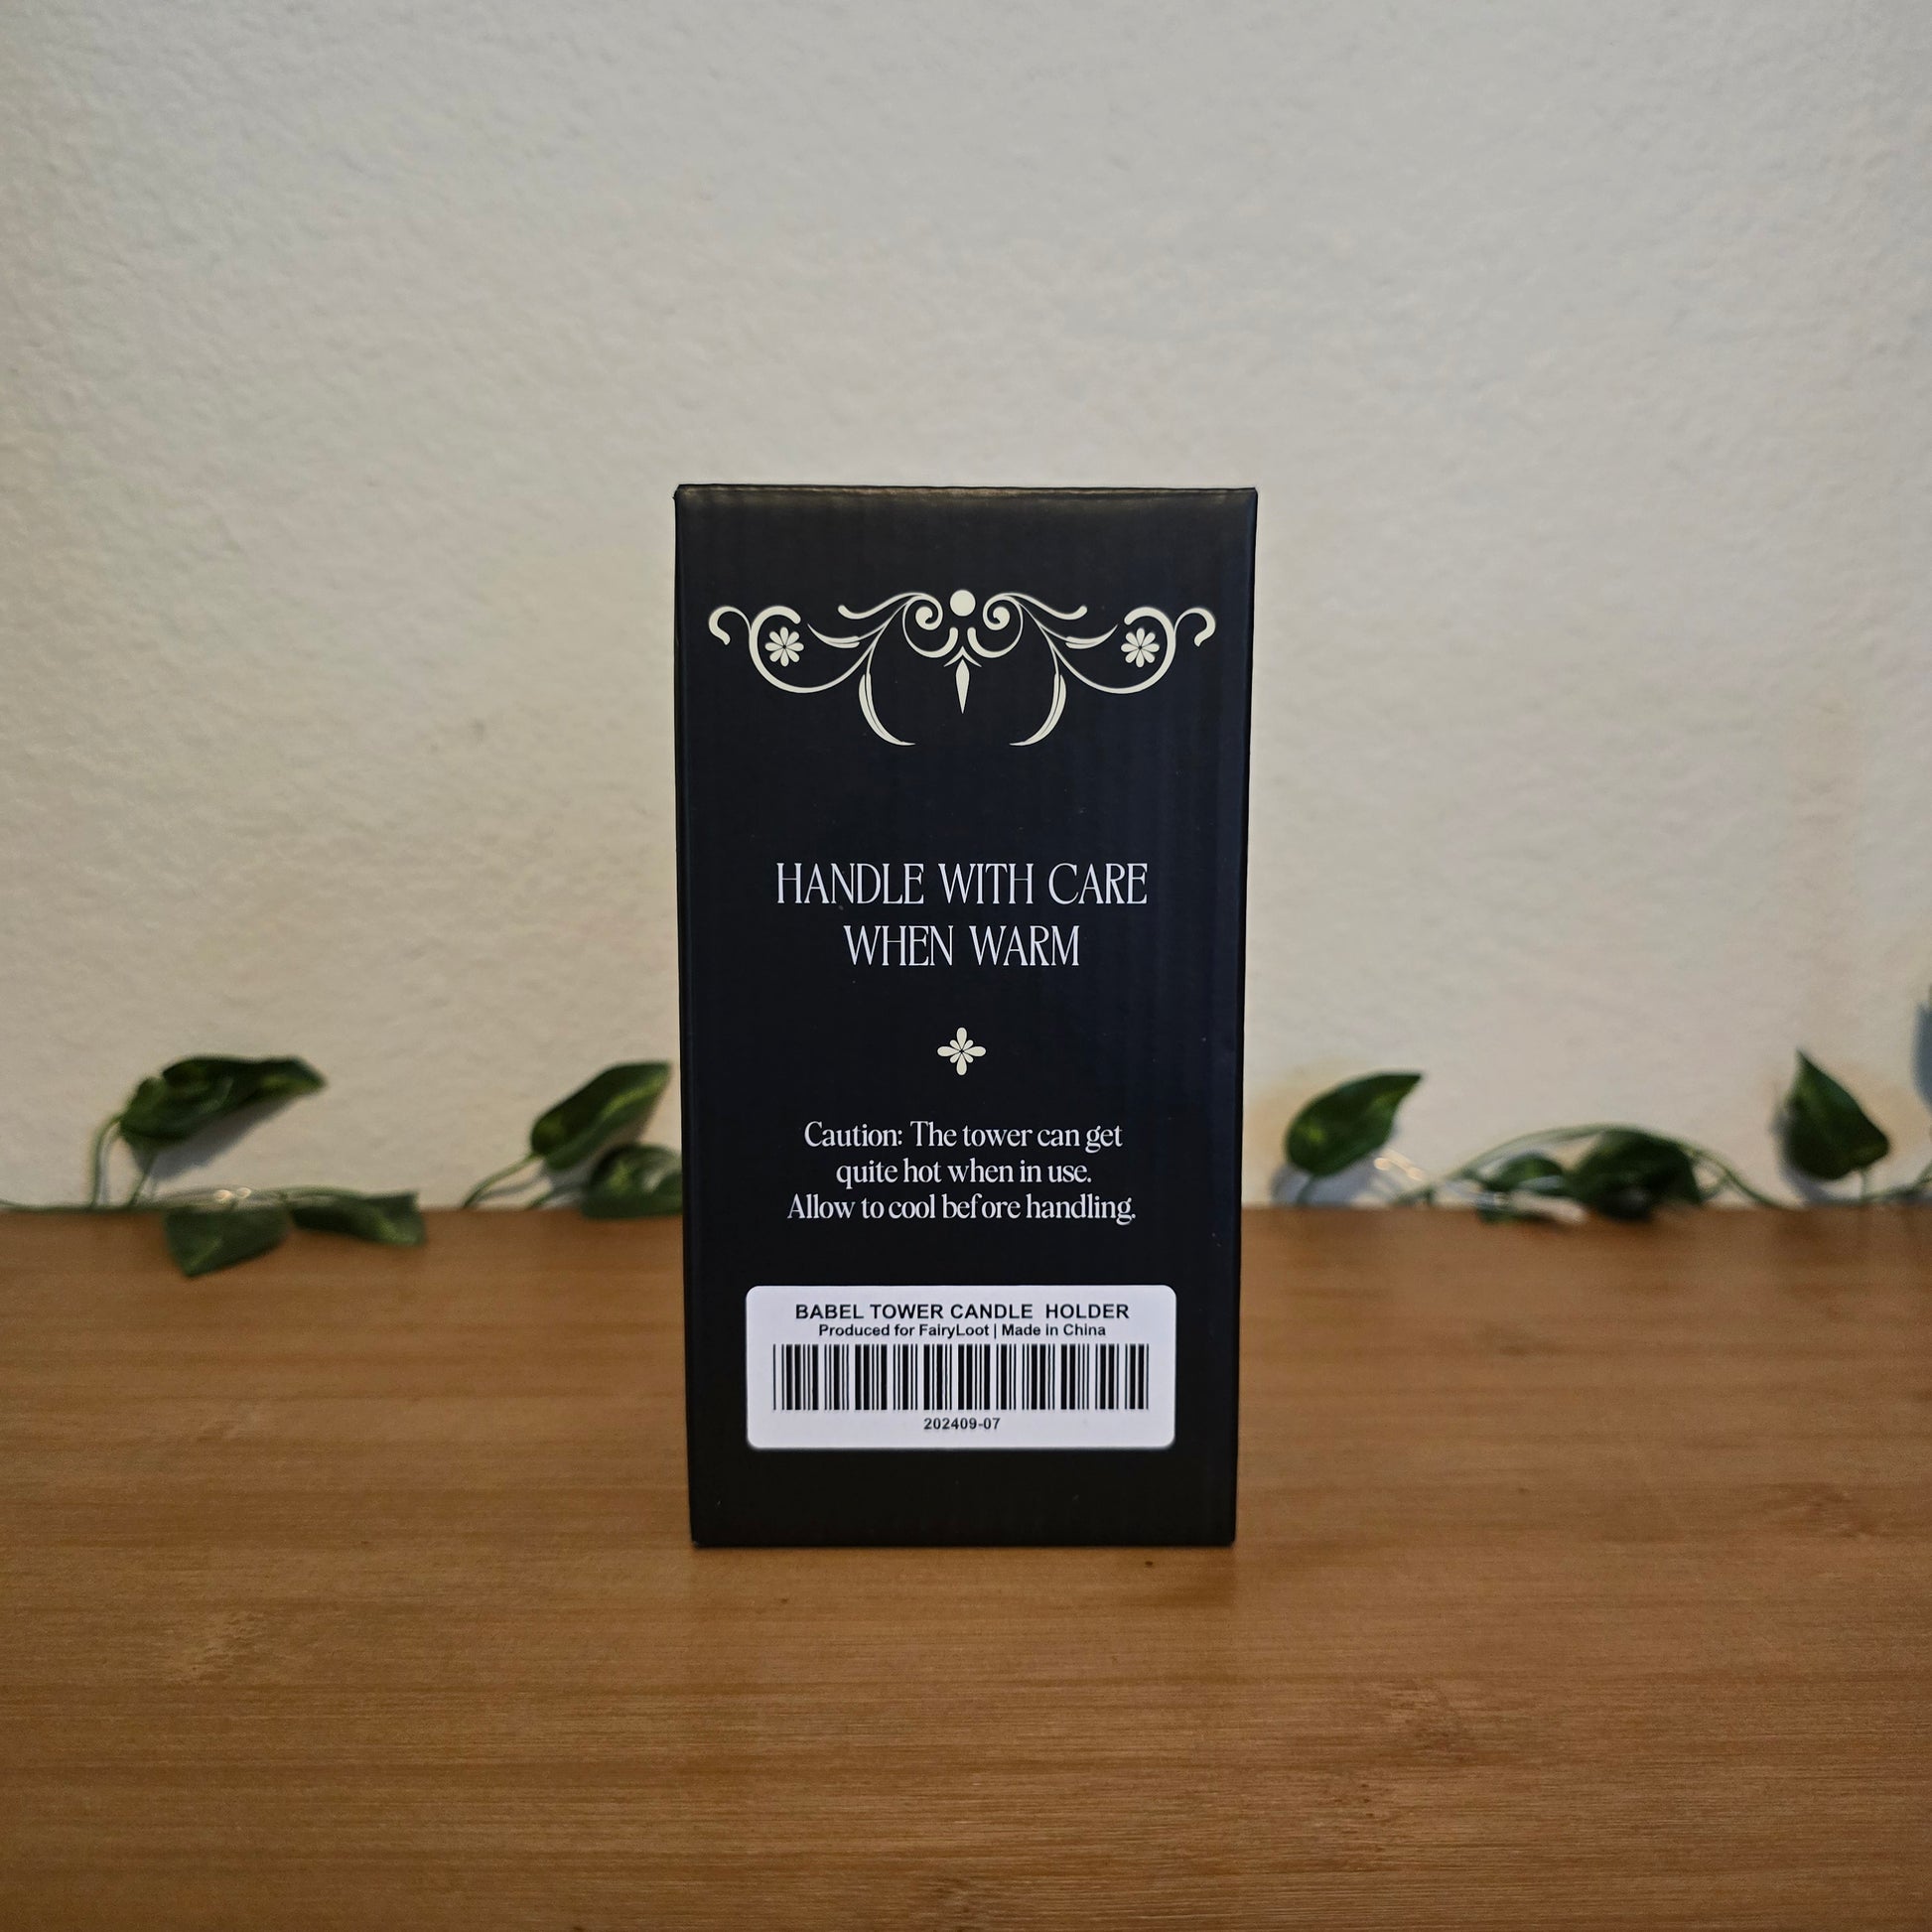 HANDLE WITH CARE
WHEN WARM
Caution: The tower can get
quite hot when in use.
Allow to cool before handling.
BABEL TOWER CANDLE HOLDER
Produced for FairyLoot | Made in China
202409-07